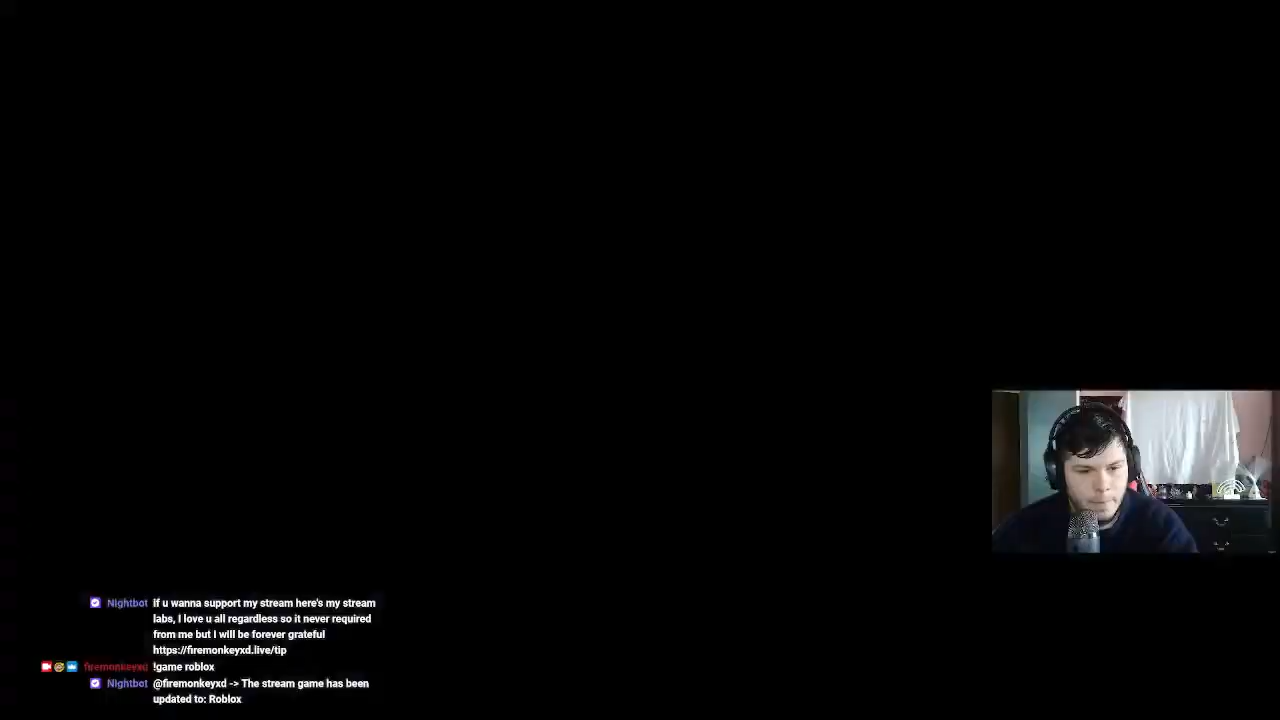 Nightbot if u wanna support my stream here's my stream
labs, I love u all regardless so it never required
from me but I will be forever grateful
https://firemonkeyxd.live/tip
firemonkeyxd !game roblox
Nightbot @firemonkeyxd -> The stream game has been
updated to: Roblox